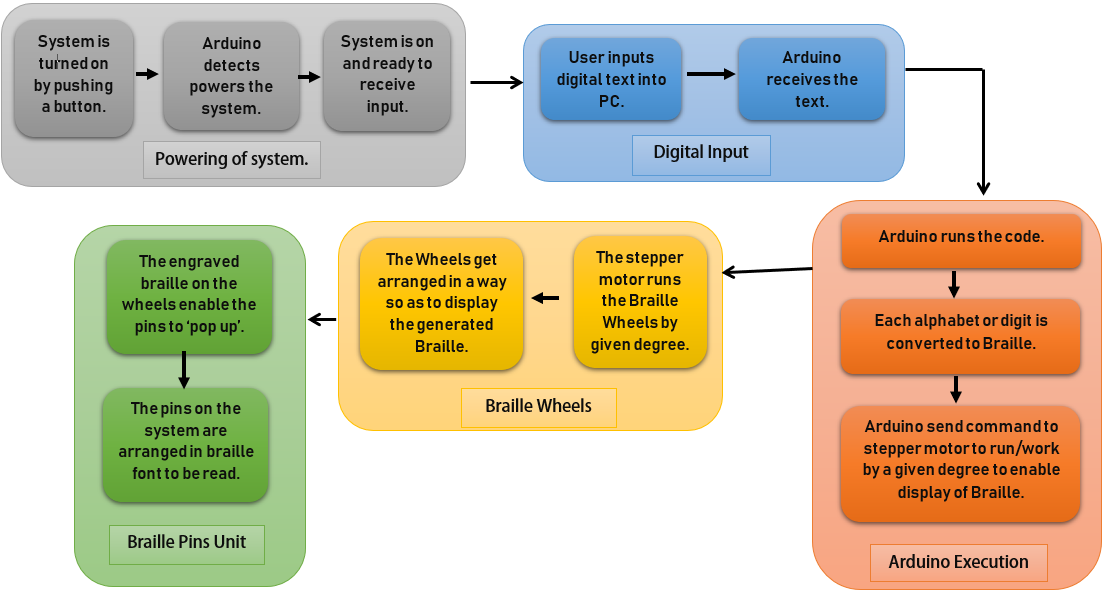 System is
turned on
by pushing
a button.
Arduino
detects
powers the
system.
System is on
and ready to
receive
input.
Powering of system.
User inputs
digital text into
PC.
Arduino
receives the
text.
Digital Input
Arduino runs the code.
Each alphabet or digit is
converted to Braille.
Arduino send command to
stepper motor to run/work
by a given degree to enable
display of Braille.
Arduino Execution
The stepper
motor runs
the Braille
Wheels by
given degree.
The Wheels get
arranged in a way
so as to display
the generated
Braille.
Braille Wheels
The engraved
braille on the
wheels enable the
pins to ‘pop up’.
The pins on the
system are
arranged in braille
font to be read.
Braille Pins Unit